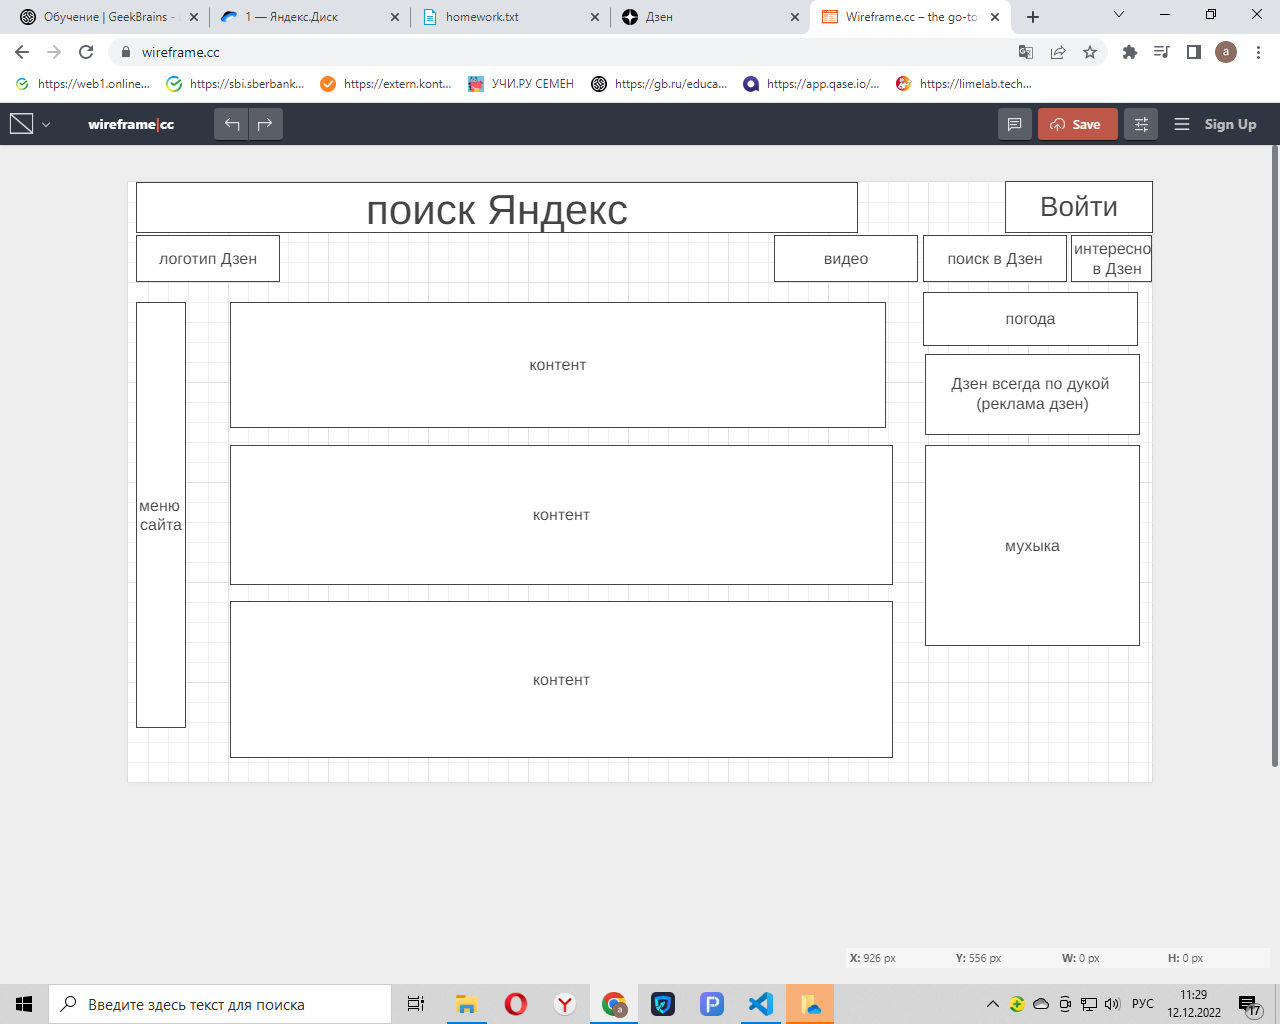 Обучение | GeekBrains -
1 — Яндекс.Диск
homework.txt
Дзен
Wireframe.cc – the go-to
wireframe.cc
a
https://web1.online...
https://sbi.sberbank...
https://extern.kont...
УЧИ.РУ СЕМЕН
https://gb.ru/educa...
https://app.qase.io/...
https://limelab.tech...
wireframe|cc
Save
Sign Up
поиск Яндекс
Войти
логотип Дзен
видео
поиск в Дзен
интересно
в Дзен
погода
контент
Дзен всегда по дукой
(реклама дзен)
меню
сайта
контент
мухыка
контент
X: 926 px
Y: 556 px
W: 0 px
H: 0 px
Введите здесь текст для поиска
a
РУС
11:29
12.12.2022
17